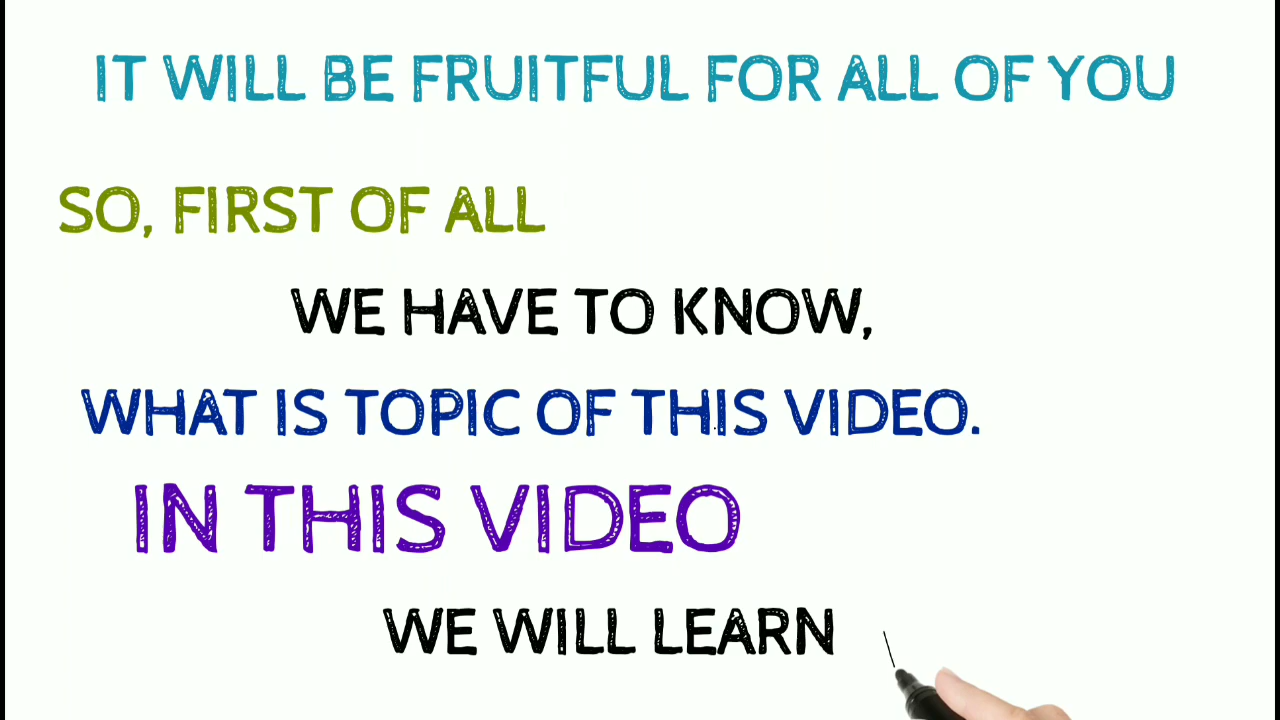 IT WILL BE FRUITFUL FOR ALL OF YOU
SO, FIRST OF ALL
WE HAVE TO KNOW,
WHAT IS TOPIC OF THIS VIDEO.
IN THIS VIDEO
WE WILL LEARN